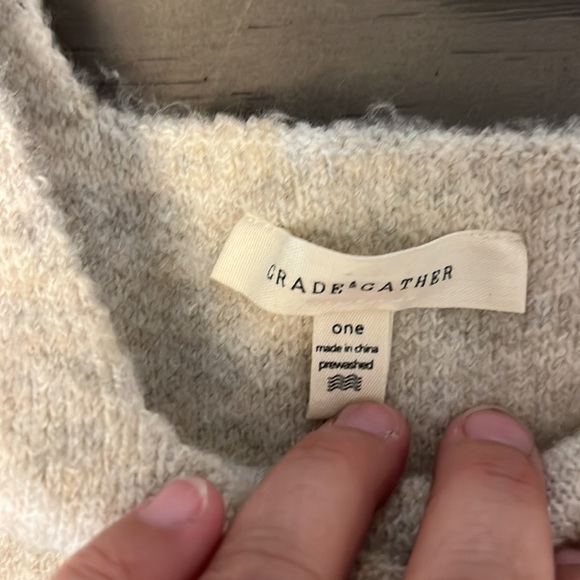 GRADE & GATHER
one
made in china
prewashed